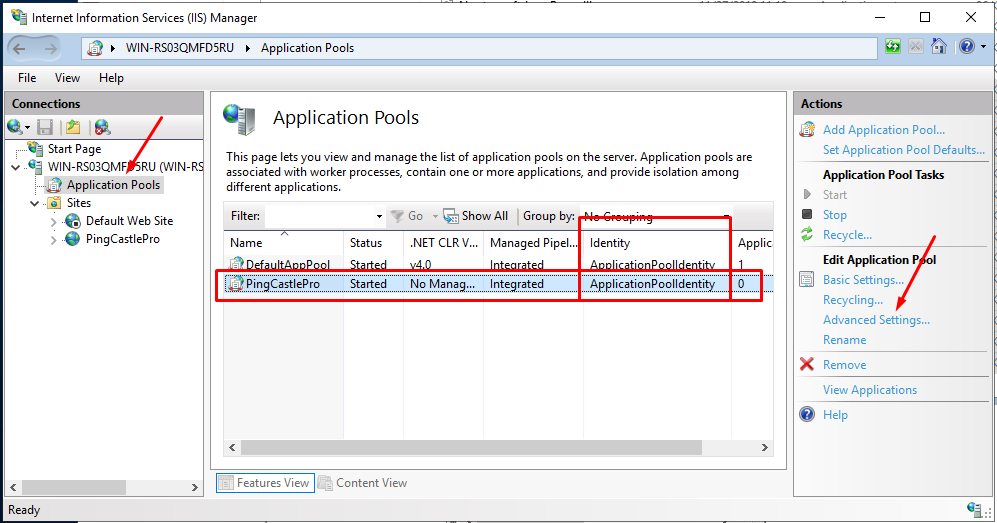 Internet Information Services (IIS) Manager
WIN-RS03QMFD5RU
Application Pools
File View Help
Connections
Start Page
WIN-RS03QMFD5RU (WIN-RS
Application Pools
Sites
Default Web Site
PingCastlePro
Application Pools
This page lets you view and manage the list of application pools on the server. Application pools are
associated with worker processes, contain one or more applications, and provide isolation among
different applications.
Filter: Go Show All Group by: No Grouping
Name Status .NET CLR V... Managed Pipel... Identity Applic
DefaultAppPool Started v4.0 Integrated ApplicationPoolIdentity 1
PingCastlePro Started No Manag... Integrated ApplicationPoolIdentity 0
Features View Content View
Actions
Add Application Pool...
Set Application Pool Defaults...
Application Pool Tasks
Start
Stop
Recycle...
Edit Application Pool
Basic Settings...
Recycling...
Advanced Settings...
Rename
Remove
View Applications
Help
Ready